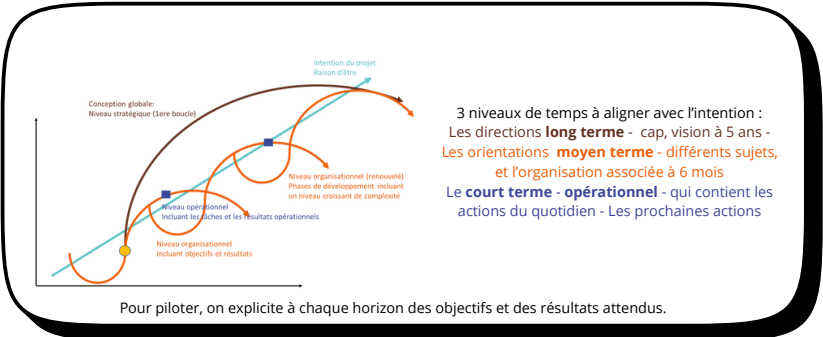 Intention du projet
Raison d'être
Conception globale:
Niveau stratégique (1ere boucle)
Niveau organisationnel (renouvelé)
Phases de développement incluant
un niveau croissant de complexité
Niveau opérationnel
Incluant les tâches et les résultats opérationnels
Niveau organisationnel
Incluant objectifs et résultats
3 niveaux de temps à aligner avec l'intention :
Les directions long terme - cap, vision à 5 ans -
Les orientations moyen terme - différents sujets,
et l'organisation associée à 6 mois
Le court terme - opérationnel - qui contient les
actions du quotidien - Les prochaines actions
Pour piloter, on explicite à chaque horizon des objectifs et des résultats attendus.